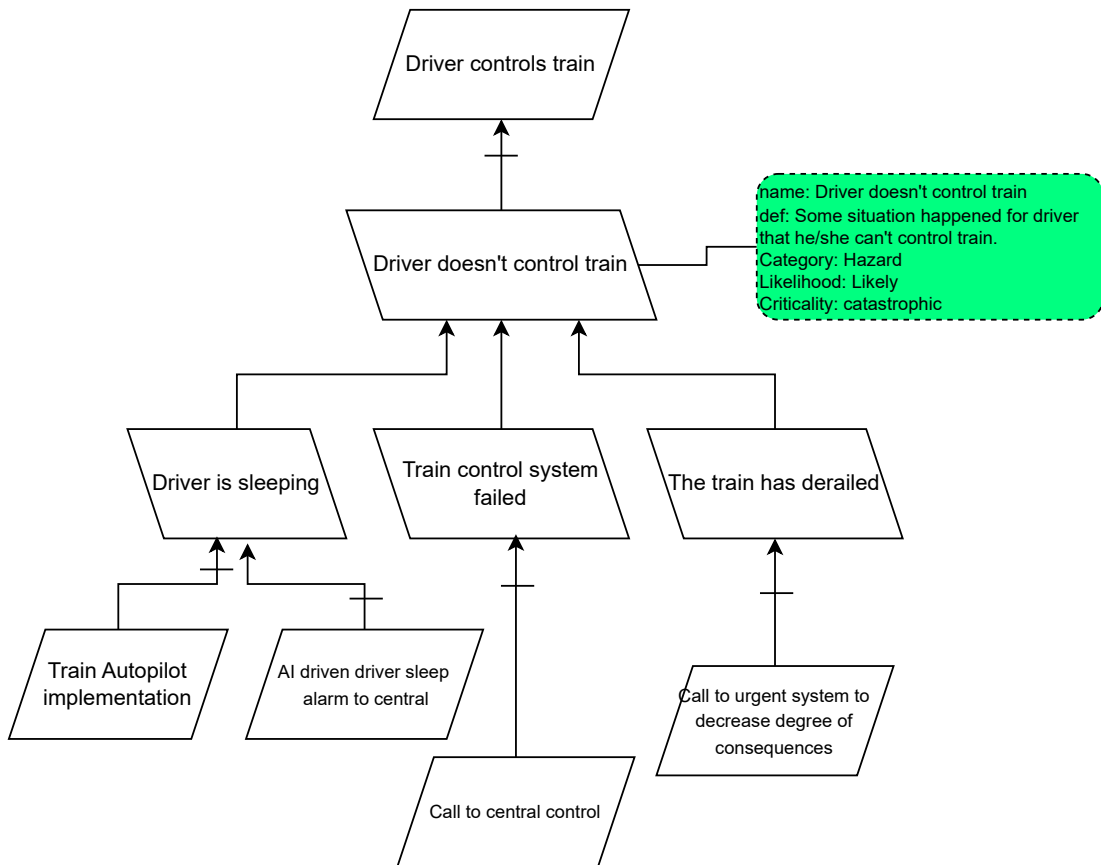 Driver controls train
name: Driver doesn't control train
def: Some situation happened for driver
that he/she can't control train.
Category: Hazard
Likelihood: Likely
Criticality: catastrophic
Driver doesn't control train
Driver is sleeping
Train control system
failed
The train has derailed
Train Autopilot
implementation
AI driven driver sleep
alarm to central
Call to urgent system to
decrease degree of
consequences
Call to central control